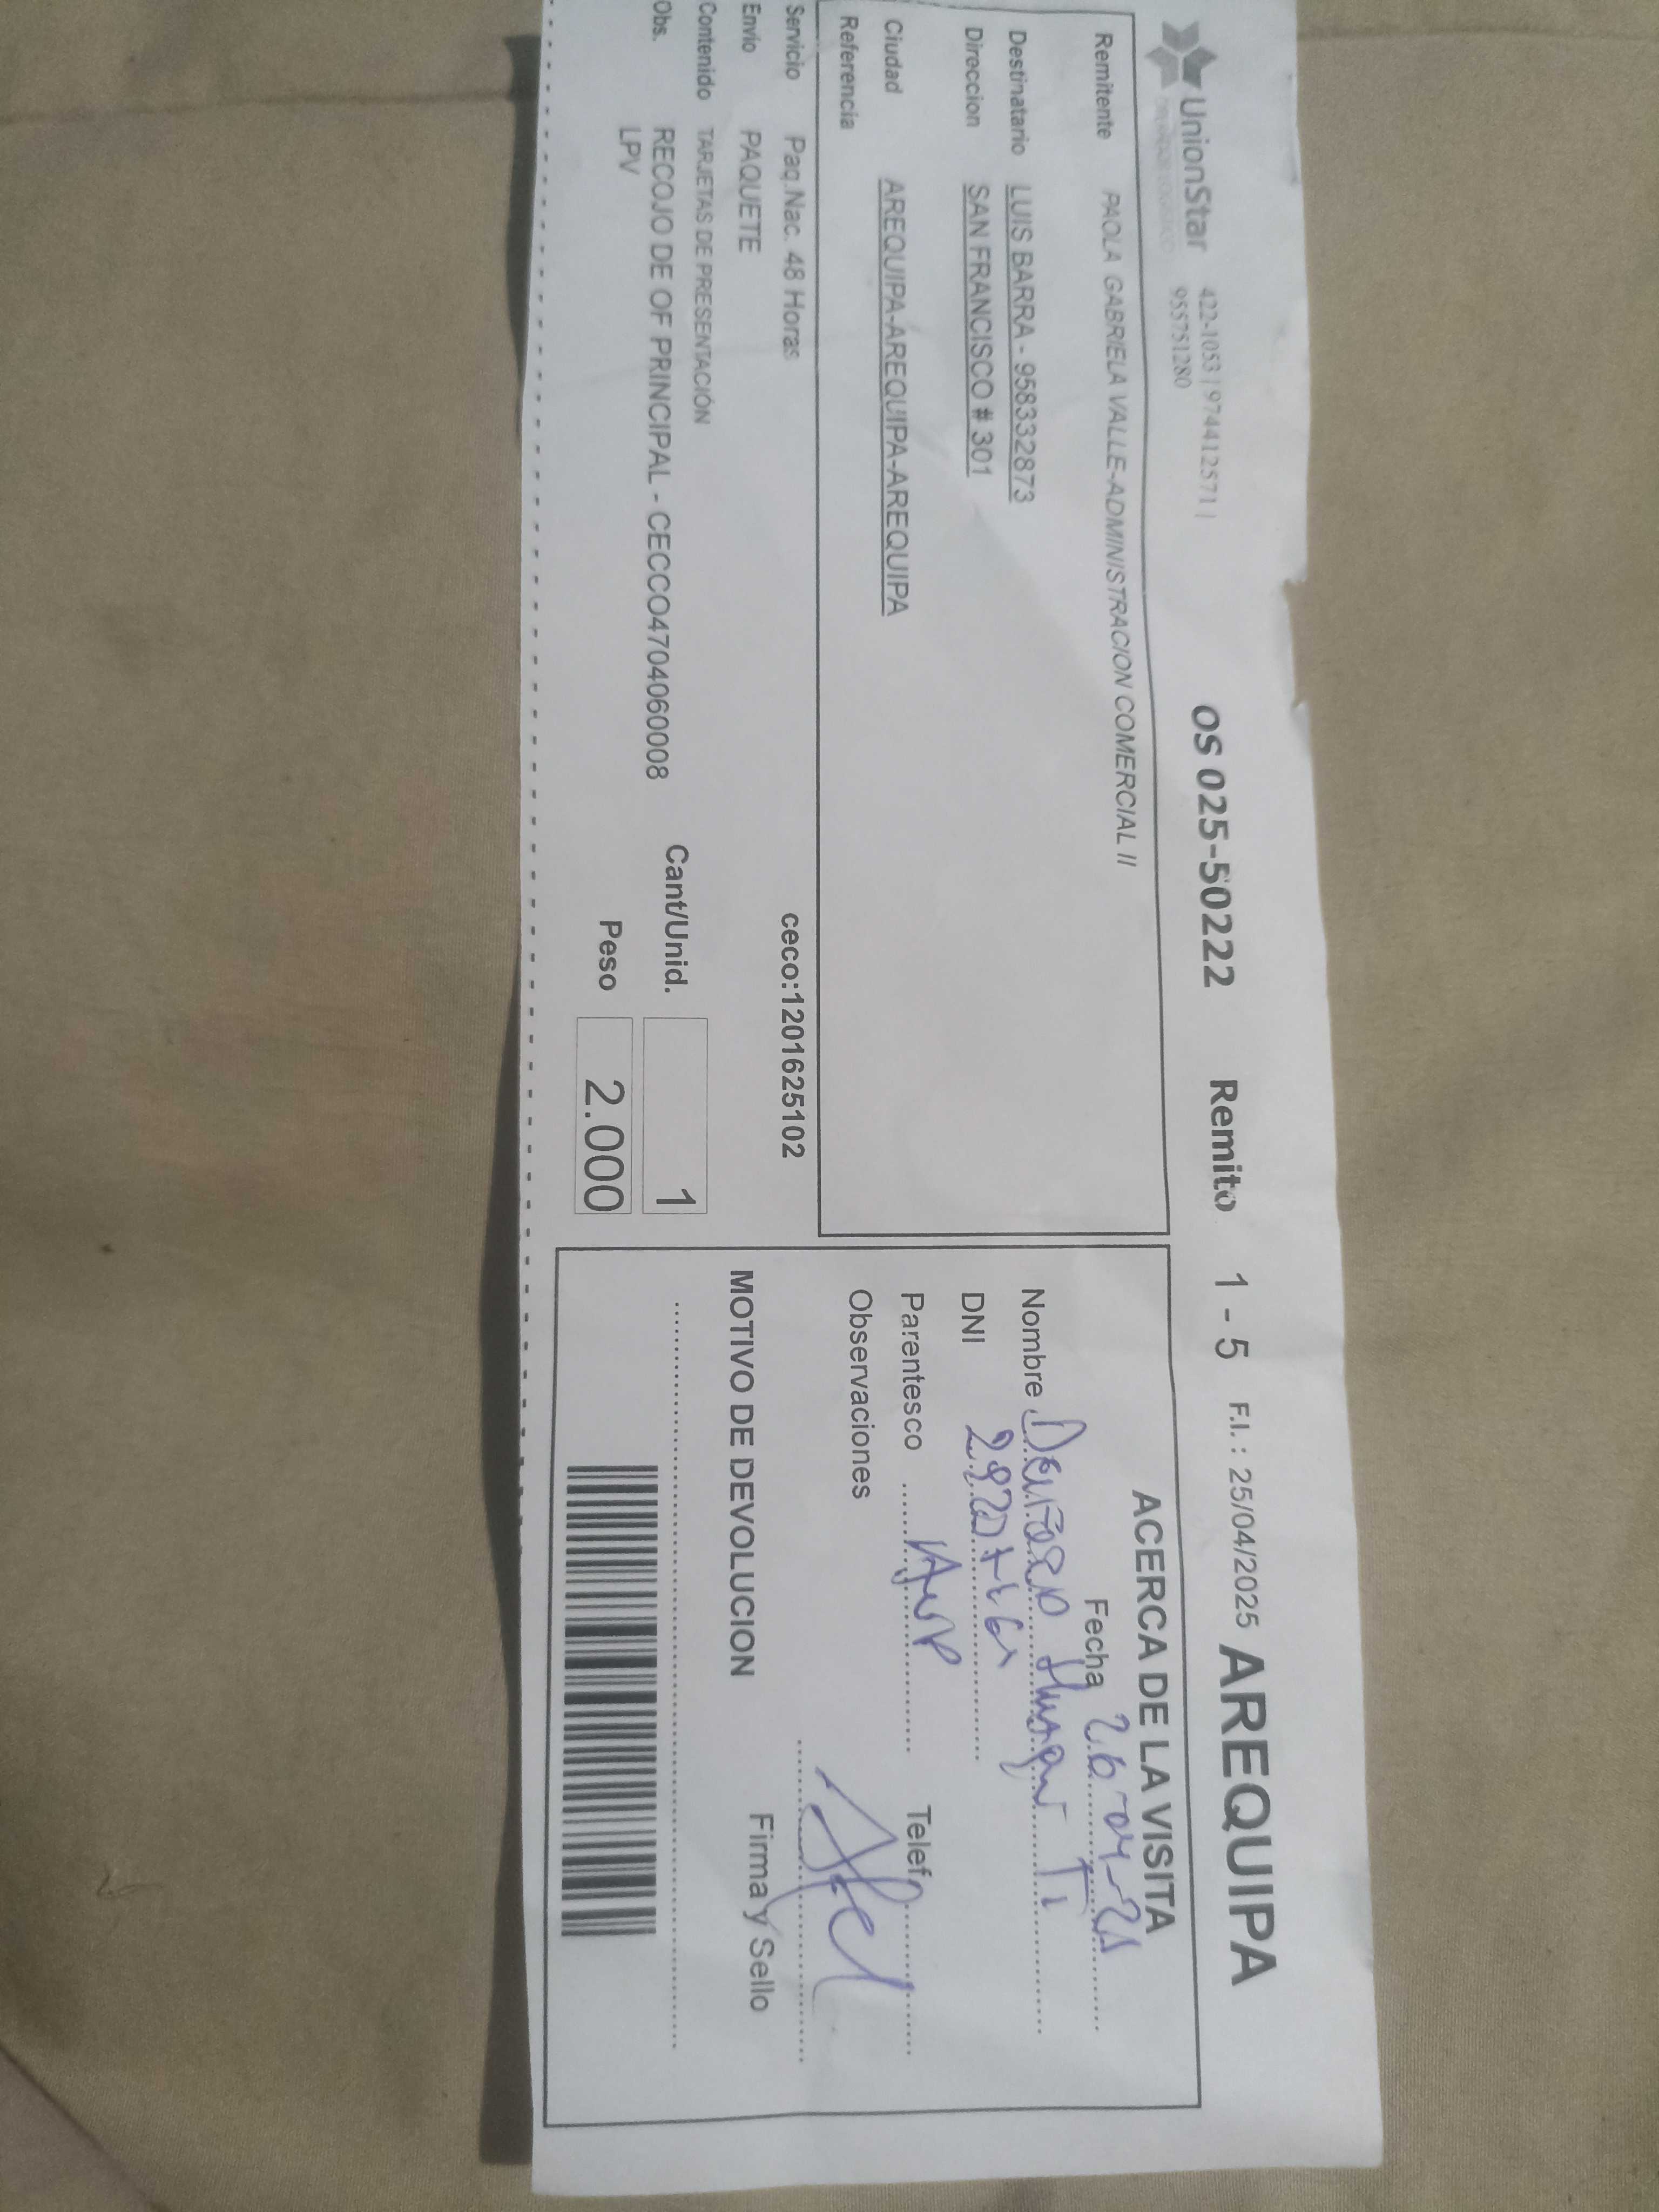 UnionStar 422-1053 | 974412571 |
955751280
OS 025-50222 Remito 1 - 5 F.I. : 25/04/2025 AREQUIPA
Remitente PAOLA GABRIELA VALLE-ADMINISTRACION COMERCIAL II
Destinatario LUIS BARRA - 958332873
Direccion SAN FRANCISCO # 301
Ciudad AREQUIPA-AREQUIPA-AREQUIPA
Referencia
Servicio Paq.Nac. 48 Horas ceco:1201625102
Envio PAQUETE
Contenido TARJETAS DE PRESENTACIÓN
Obs. RECOJO DE OF PRINCIPAL - CECCO4704060008
LPV
Cant/Unid. 1
Peso 2.000
ACERCA DE LA VISITA
Fecha 26-04-25
Nombre
DNI
Parentesco Telef
Observaciones
Firma y Sello
MOTIVO DE DEVOLUCION